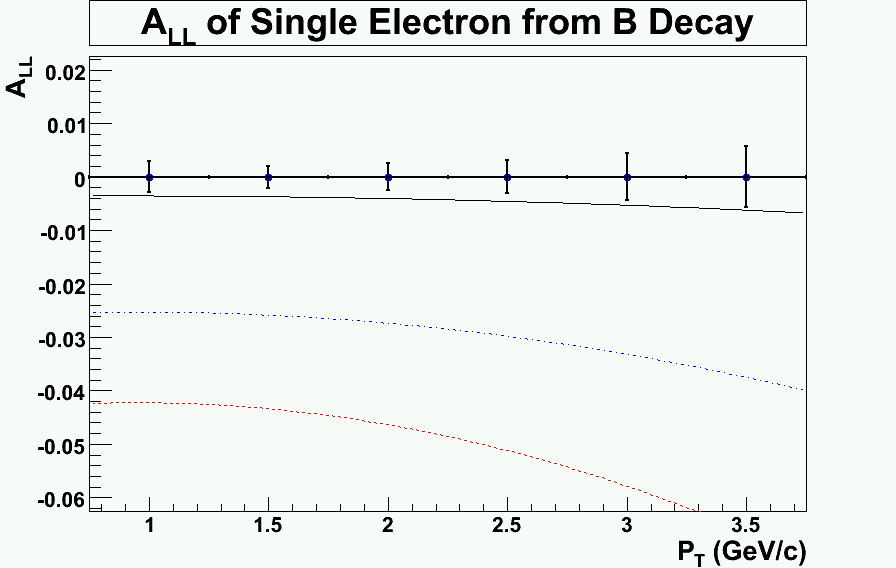 A_LL of Single Electron from B Decay
A_LL
0.02
0.01
0
-0.01
-0.02
-0.03
-0.04
-0.05
-0.06
1 1.5 2 2.5 3 3.5
P_T (GeV/c)